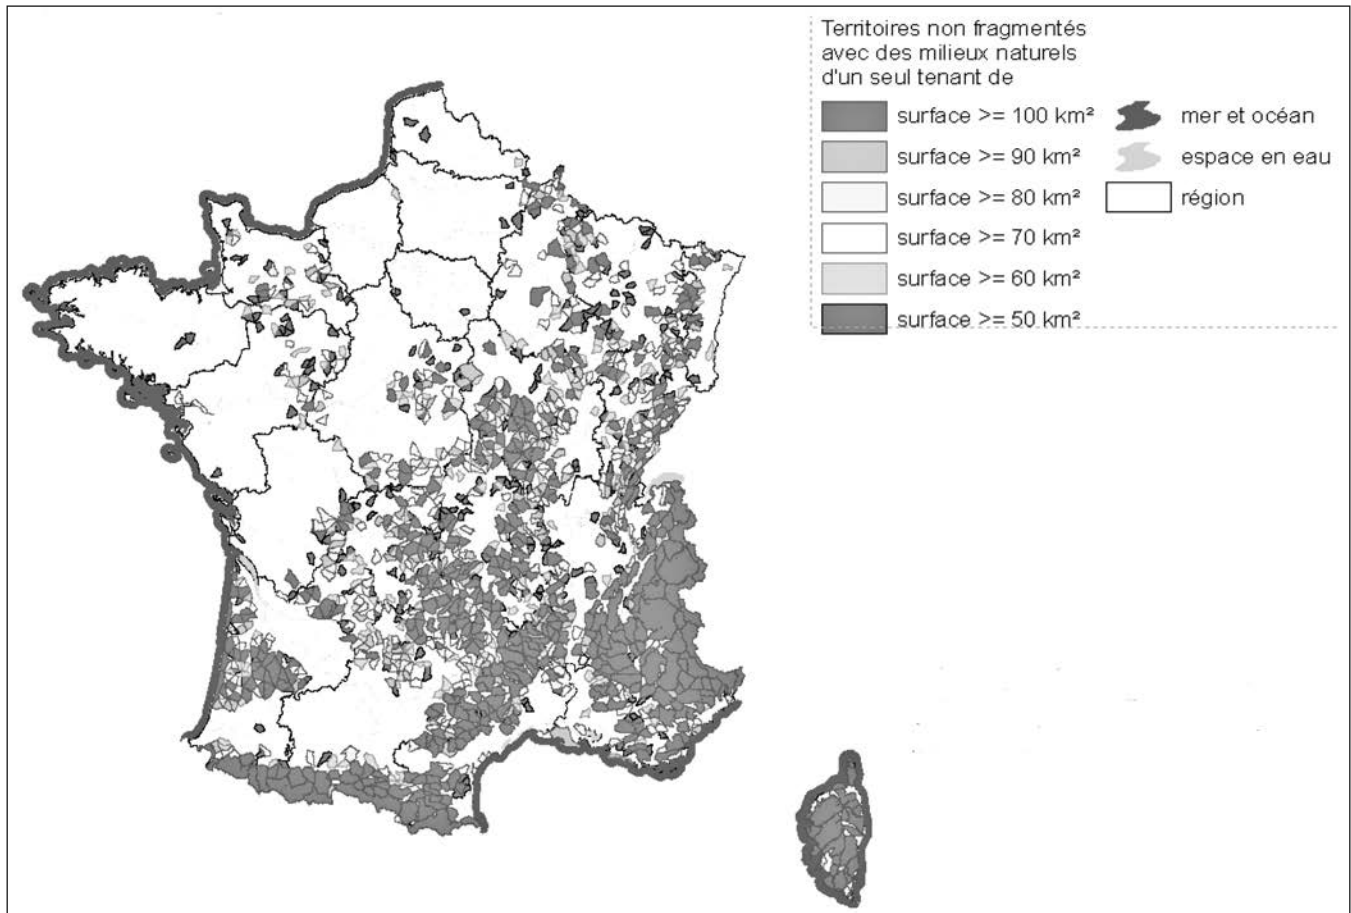 Territoires non fragmentés
avec des milieux naturels
d'un seul tenant de
surface >= 100 km²
surface >= 90 km²
surface >= 80 km²
surface >= 70 km²
surface >= 60 km²
surface >= 50 km²
mer et océan
espace en eau
région